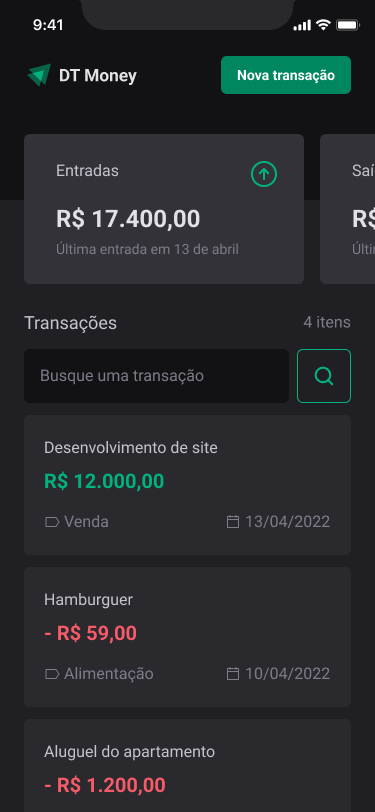 9:41
DT Money
Nova transação
Entradas
R$ 17.400,00
Última entrada em 13 de abril
Transações
4 itens
Busque uma transação
Desenvolvimento de site
R$ 12.000,00
Venda
13/04/2022
Hamburguer
- R$ 59,00
Alimentação
10/04/2022
Aluguel do apartamento
- R$ 1.200,00